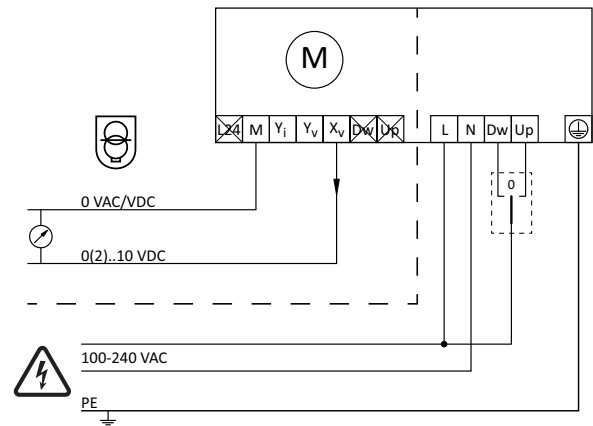 M
L24 M Yi Yv Xv Dw Up L N Dw Up
0
0 VAC/VDC
0(2)..10 VDC
100-240 VAC
PE